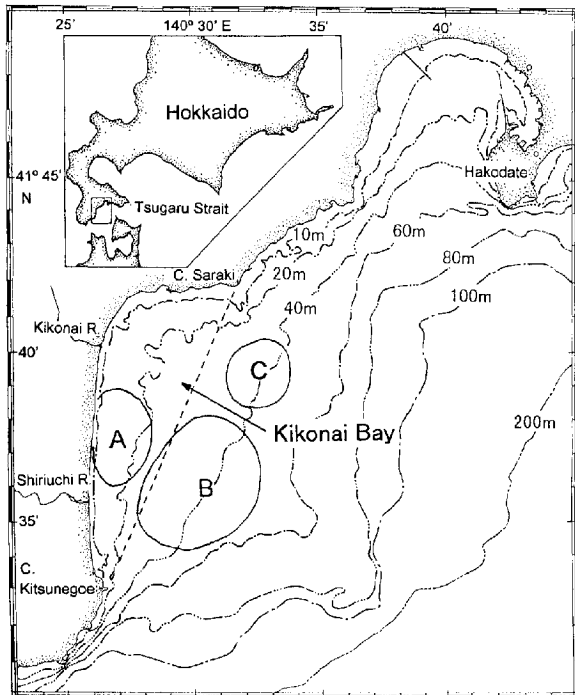 25' 140° 30' E 35' 40'
Hokkaido
41° 45'
N
Hakodate
Tsugaru Strait
10m
60m
C. Saraki
20m
80m
40m
100m
Kikonai R.
40'
C
A
Kikonai Bay
200m
Shiriuchi R.
B
35'
C.
Kitsunegoe